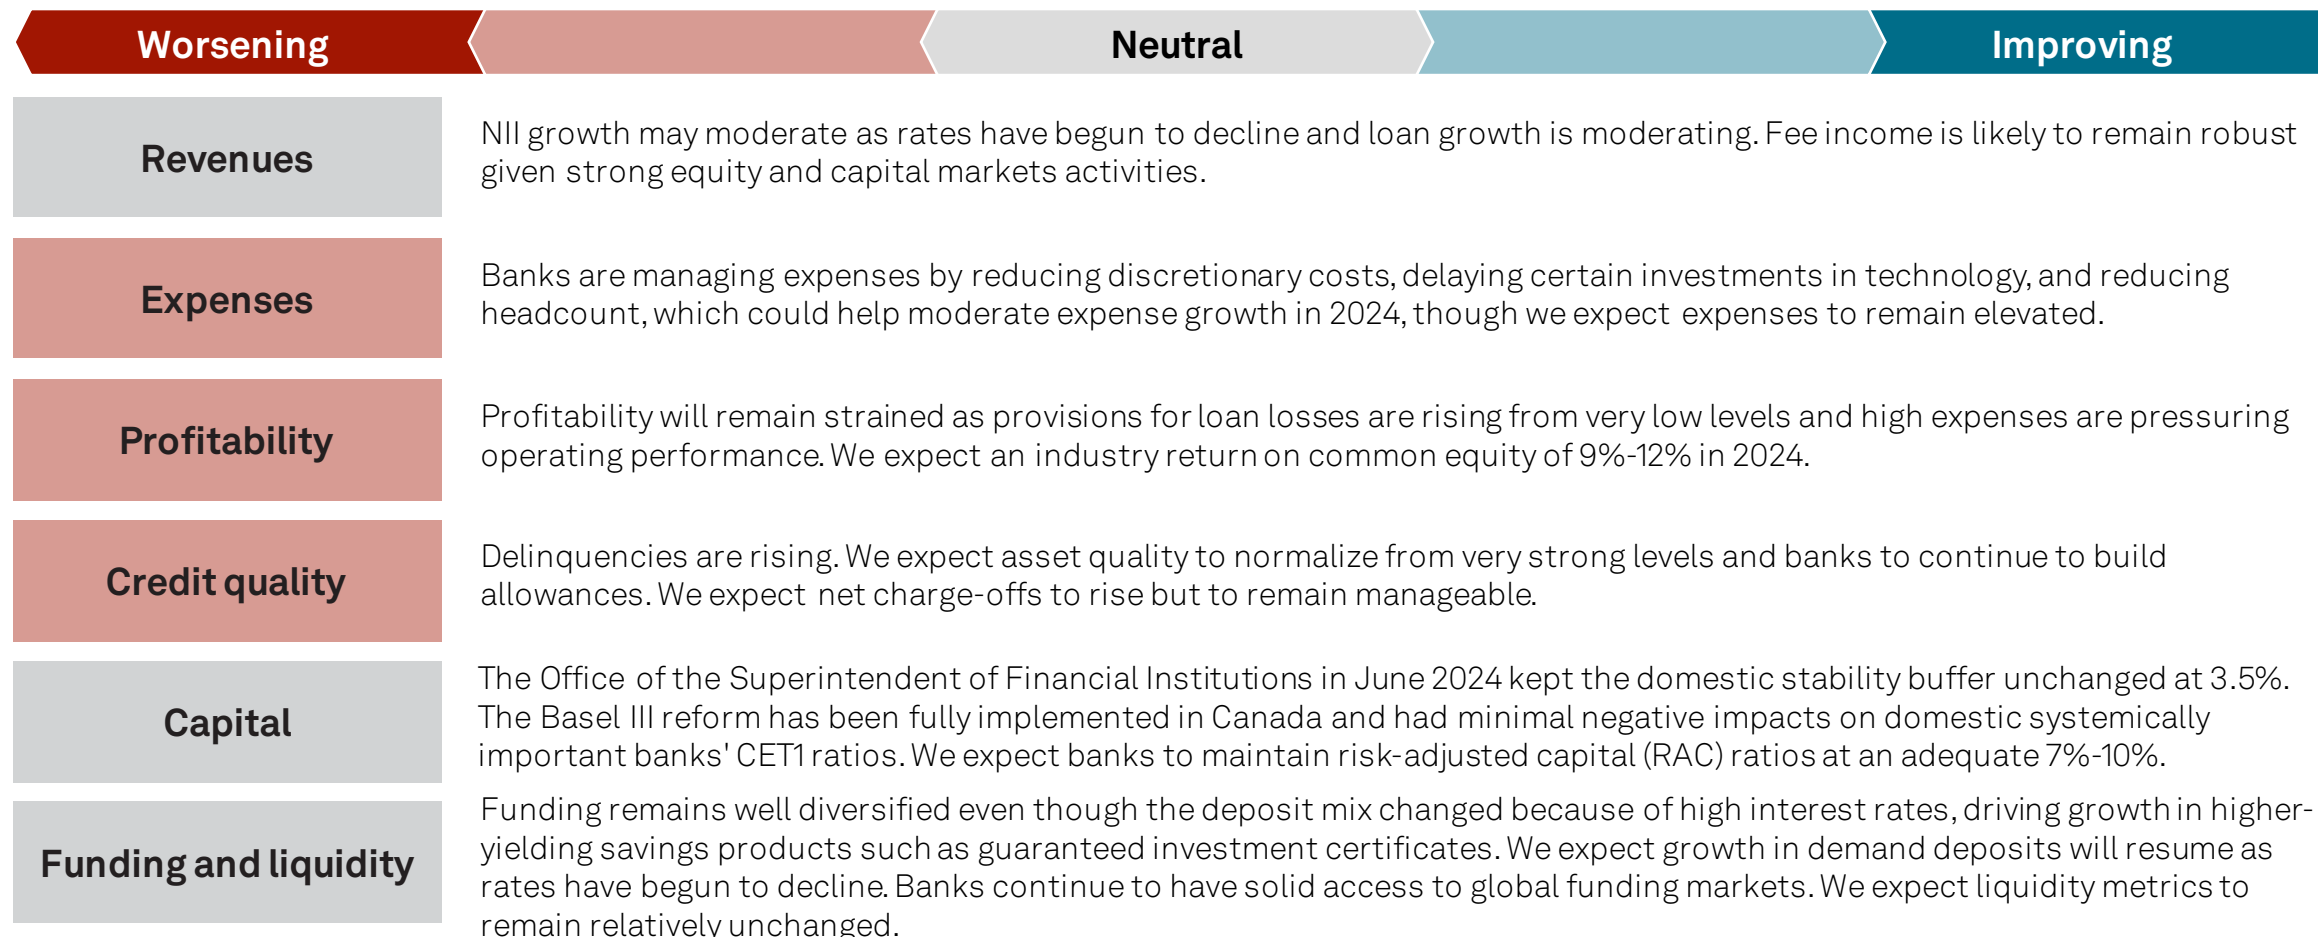 Worsening
Neutral
Improving
Revenues
NII growth may moderate as rates have begun to decline and loan growth is moderating. Fee income is likely to remain robust
given strong equity and capital markets activities.
Expenses
Banks are managing expenses by reducing discretionary costs, delaying certain investments in technology, and reducing
headcount, which could help moderate expense growth in 2024, though we expect expenses to remain elevated.
Profitability
Profitability will remain strained as provisions for loan losses are rising from very low levels and high expenses are pressuring
operating performance. We expect an industry return on common equity of 9%-12% in 2024.
Credit quality
Delinquencies are rising. We expect asset quality to normalize from very strong levels and banks to continue to build
allowances. We expect net charge-offs to rise but to remain manageable.
Capital
The Office of the Superintendent of Financial Institutions in June 2024 kept the domestic stability buffer unchanged at 3.5%.
The Basel III reform has been fully implemented in Canada and had minimal negative impacts on domestic systemically
important banks' CET1 ratios. We expect banks to maintain risk-adjusted capital (RAC) ratios at an adequate 7%-10%.
Funding and liquidity
Funding remains well diversified even though the deposit mix changed because of high interest rates, driving growth in higher-
yielding savings products such as guaranteed investment certificates. We expect growth in demand deposits will resume as
rates have begun to decline. Banks continue to have solid access to global funding markets. We expect liquidity metrics to
remain relatively unchanged.